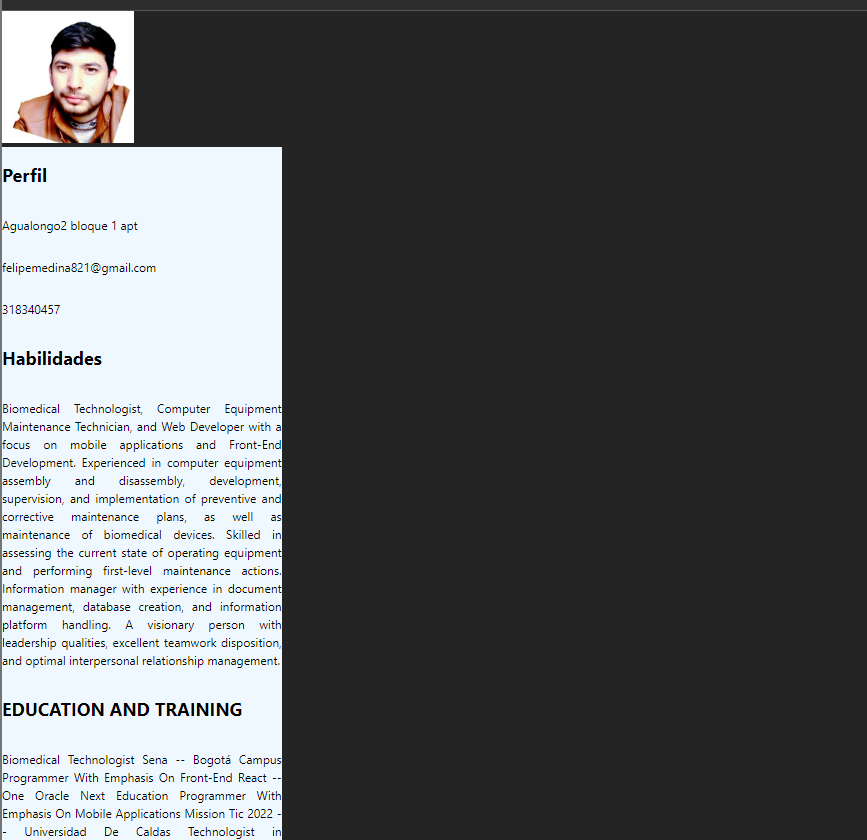 Perfil
Agualongo2 bloque 1 apt
felipemedina821@gmail.com
318340457
Habilidades
Biomedical Technologist, Computer Equipment
Maintenance Technician, and Web Developer with a
focus on mobile applications and Front-End
Development. Experienced in computer equipment
assembly and disassembly, development,
supervision, and implementation of preventive and
corrective maintenance plans, as well as
maintenance of biomedical devices. Skilled in
assessing the current state of operating equipment
and performing first-level maintenance actions.
Information manager with experience in document
management, database creation, and information
platform handling. A visionary person with
leadership qualities, excellent teamwork disposition,
and optimal interpersonal relationship management.
EDUCATION AND TRAINING
Biomedical Technologist Sena -- Bogotá Campus
Programmer With Emphasis On Front-End React --
One Oracle Next Education Programmer With
Emphasis On Mobile Applications Mission Tic 2022 -
- Universidad De Caldas Technologist in